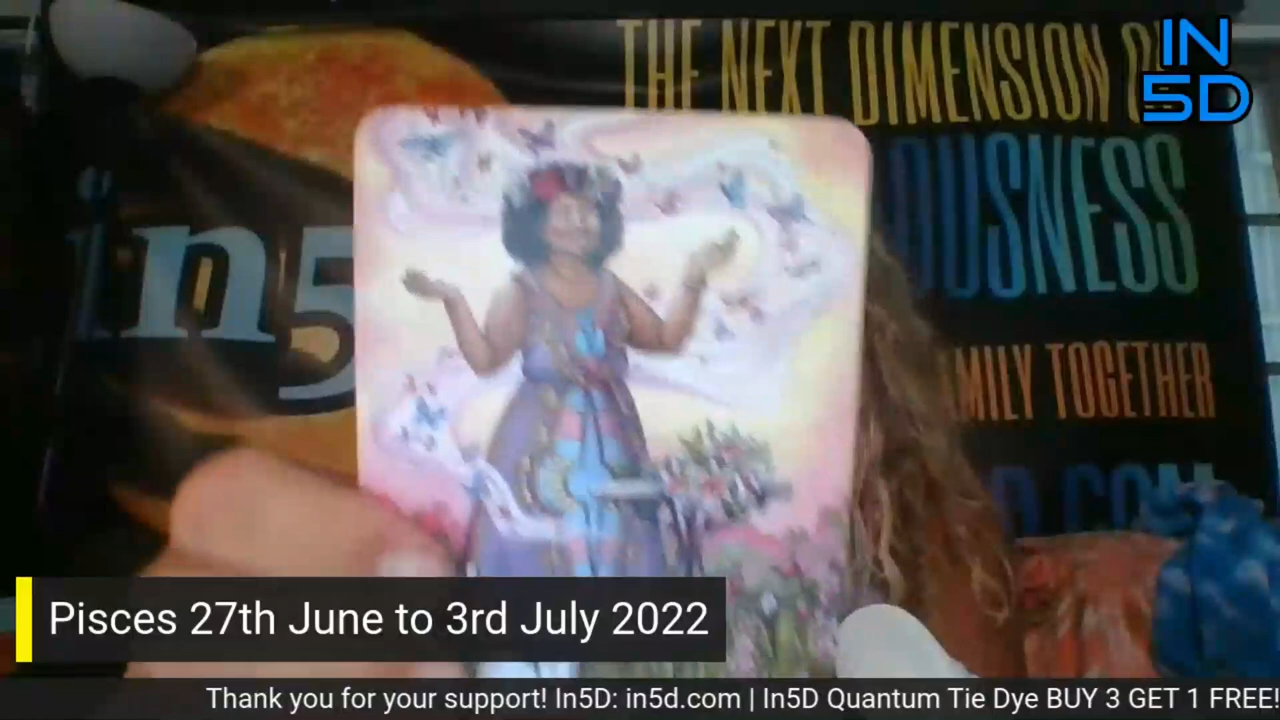 THE NEXT DIMENSION
IN
5D
OUSNESS
in5
MILY TOGETHER
D.COM
Pisces 27th June to 3rd July 2022
Thank you for your support! In5D: in5d.com | In5D Quantum Tie Dye BUY 3 GET 1 FREE!